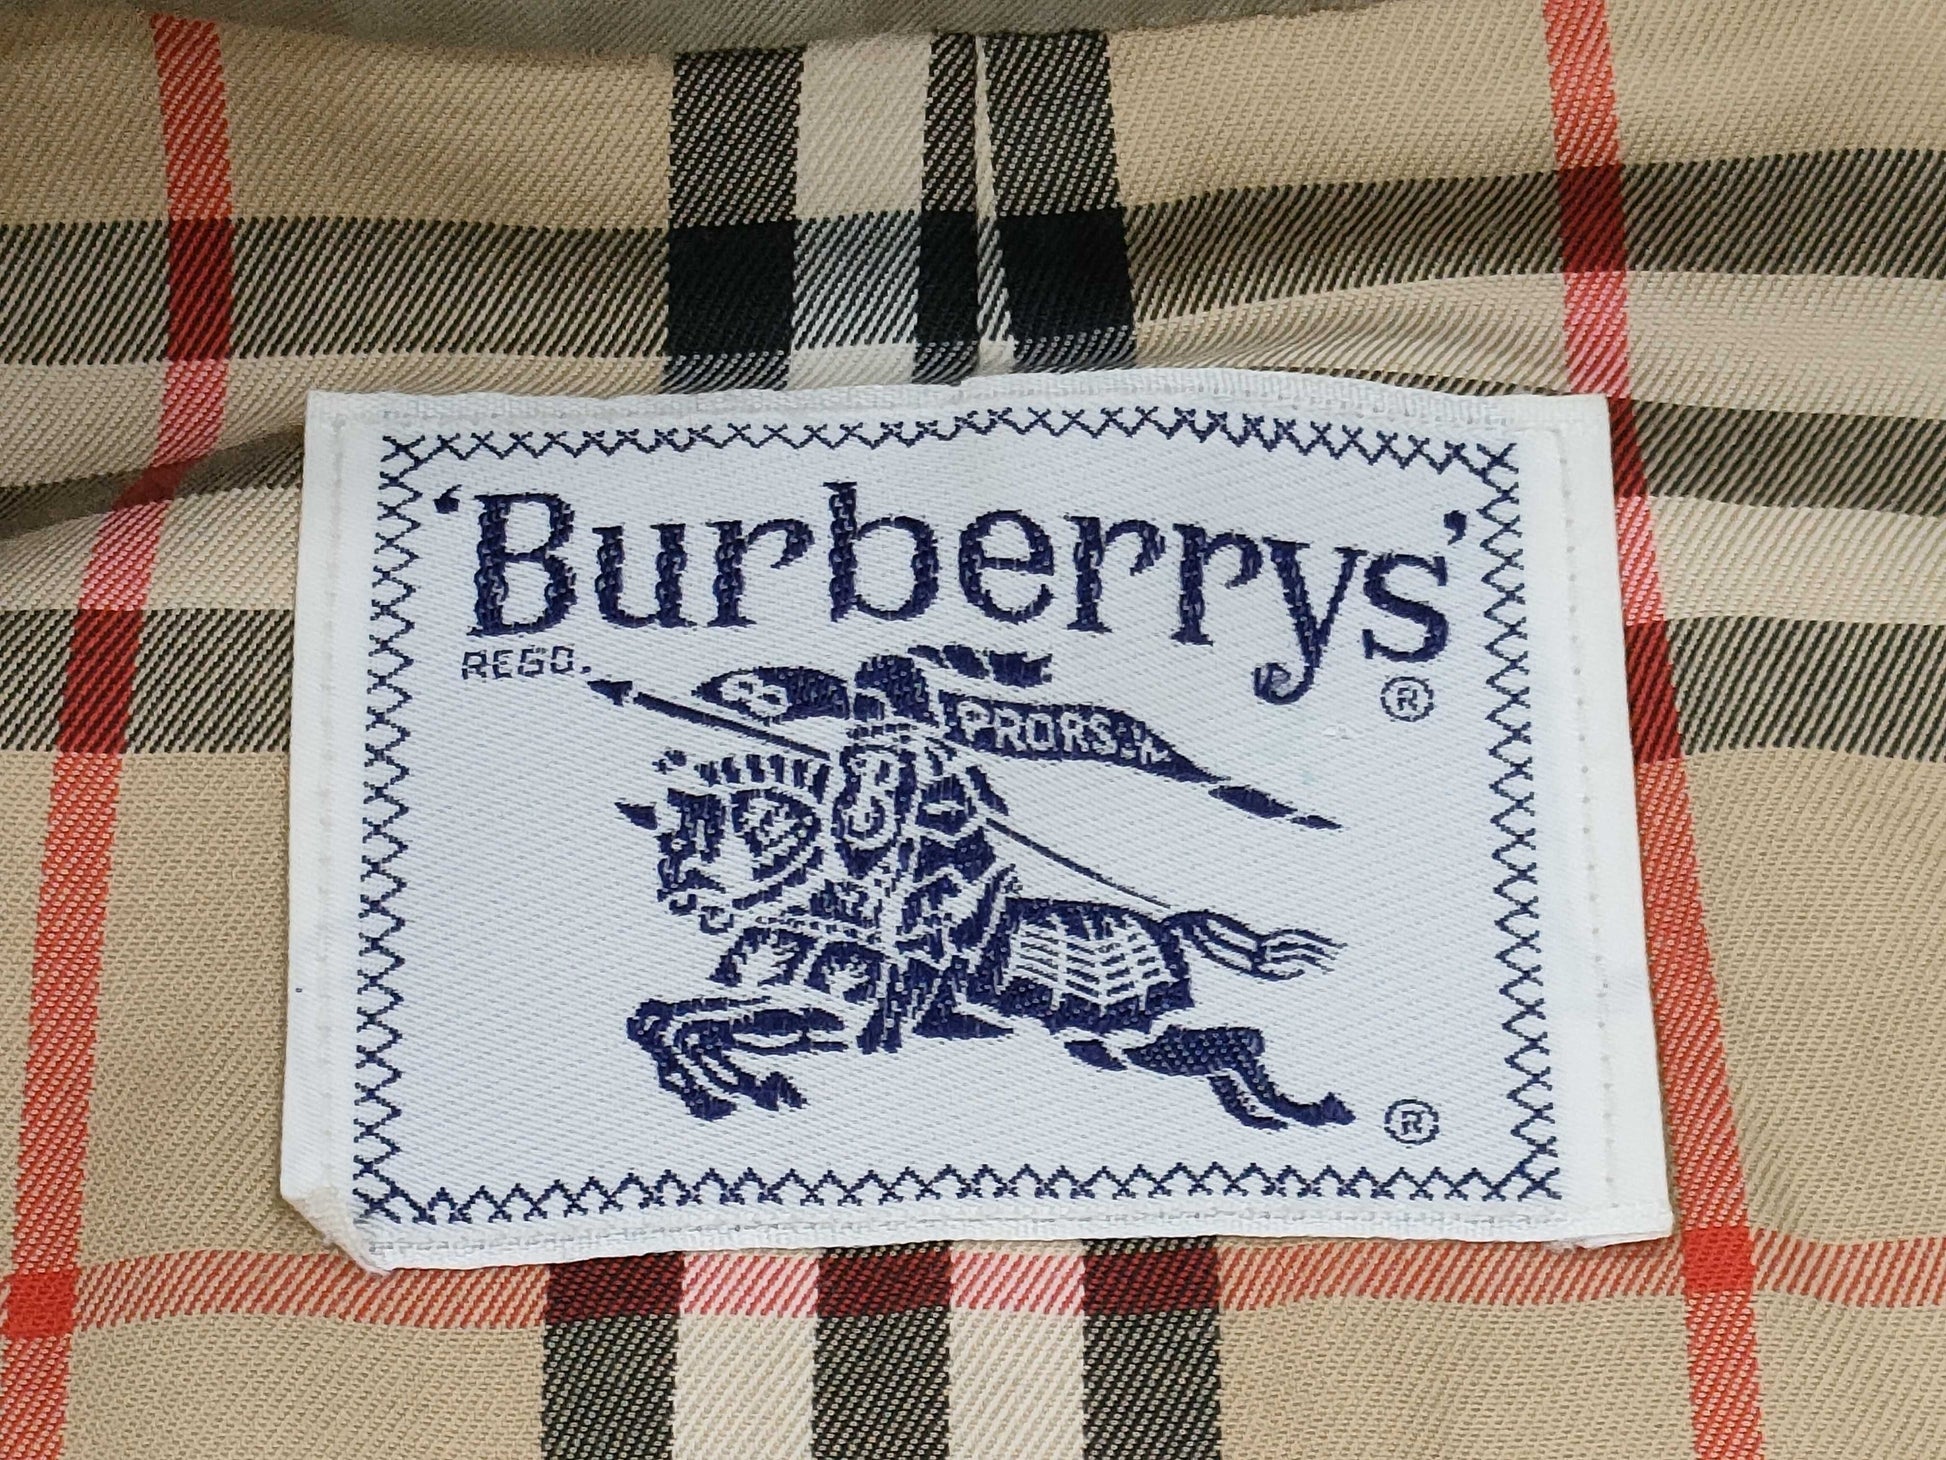 'Burberrys'
REGD.
®
PRORSUM
®